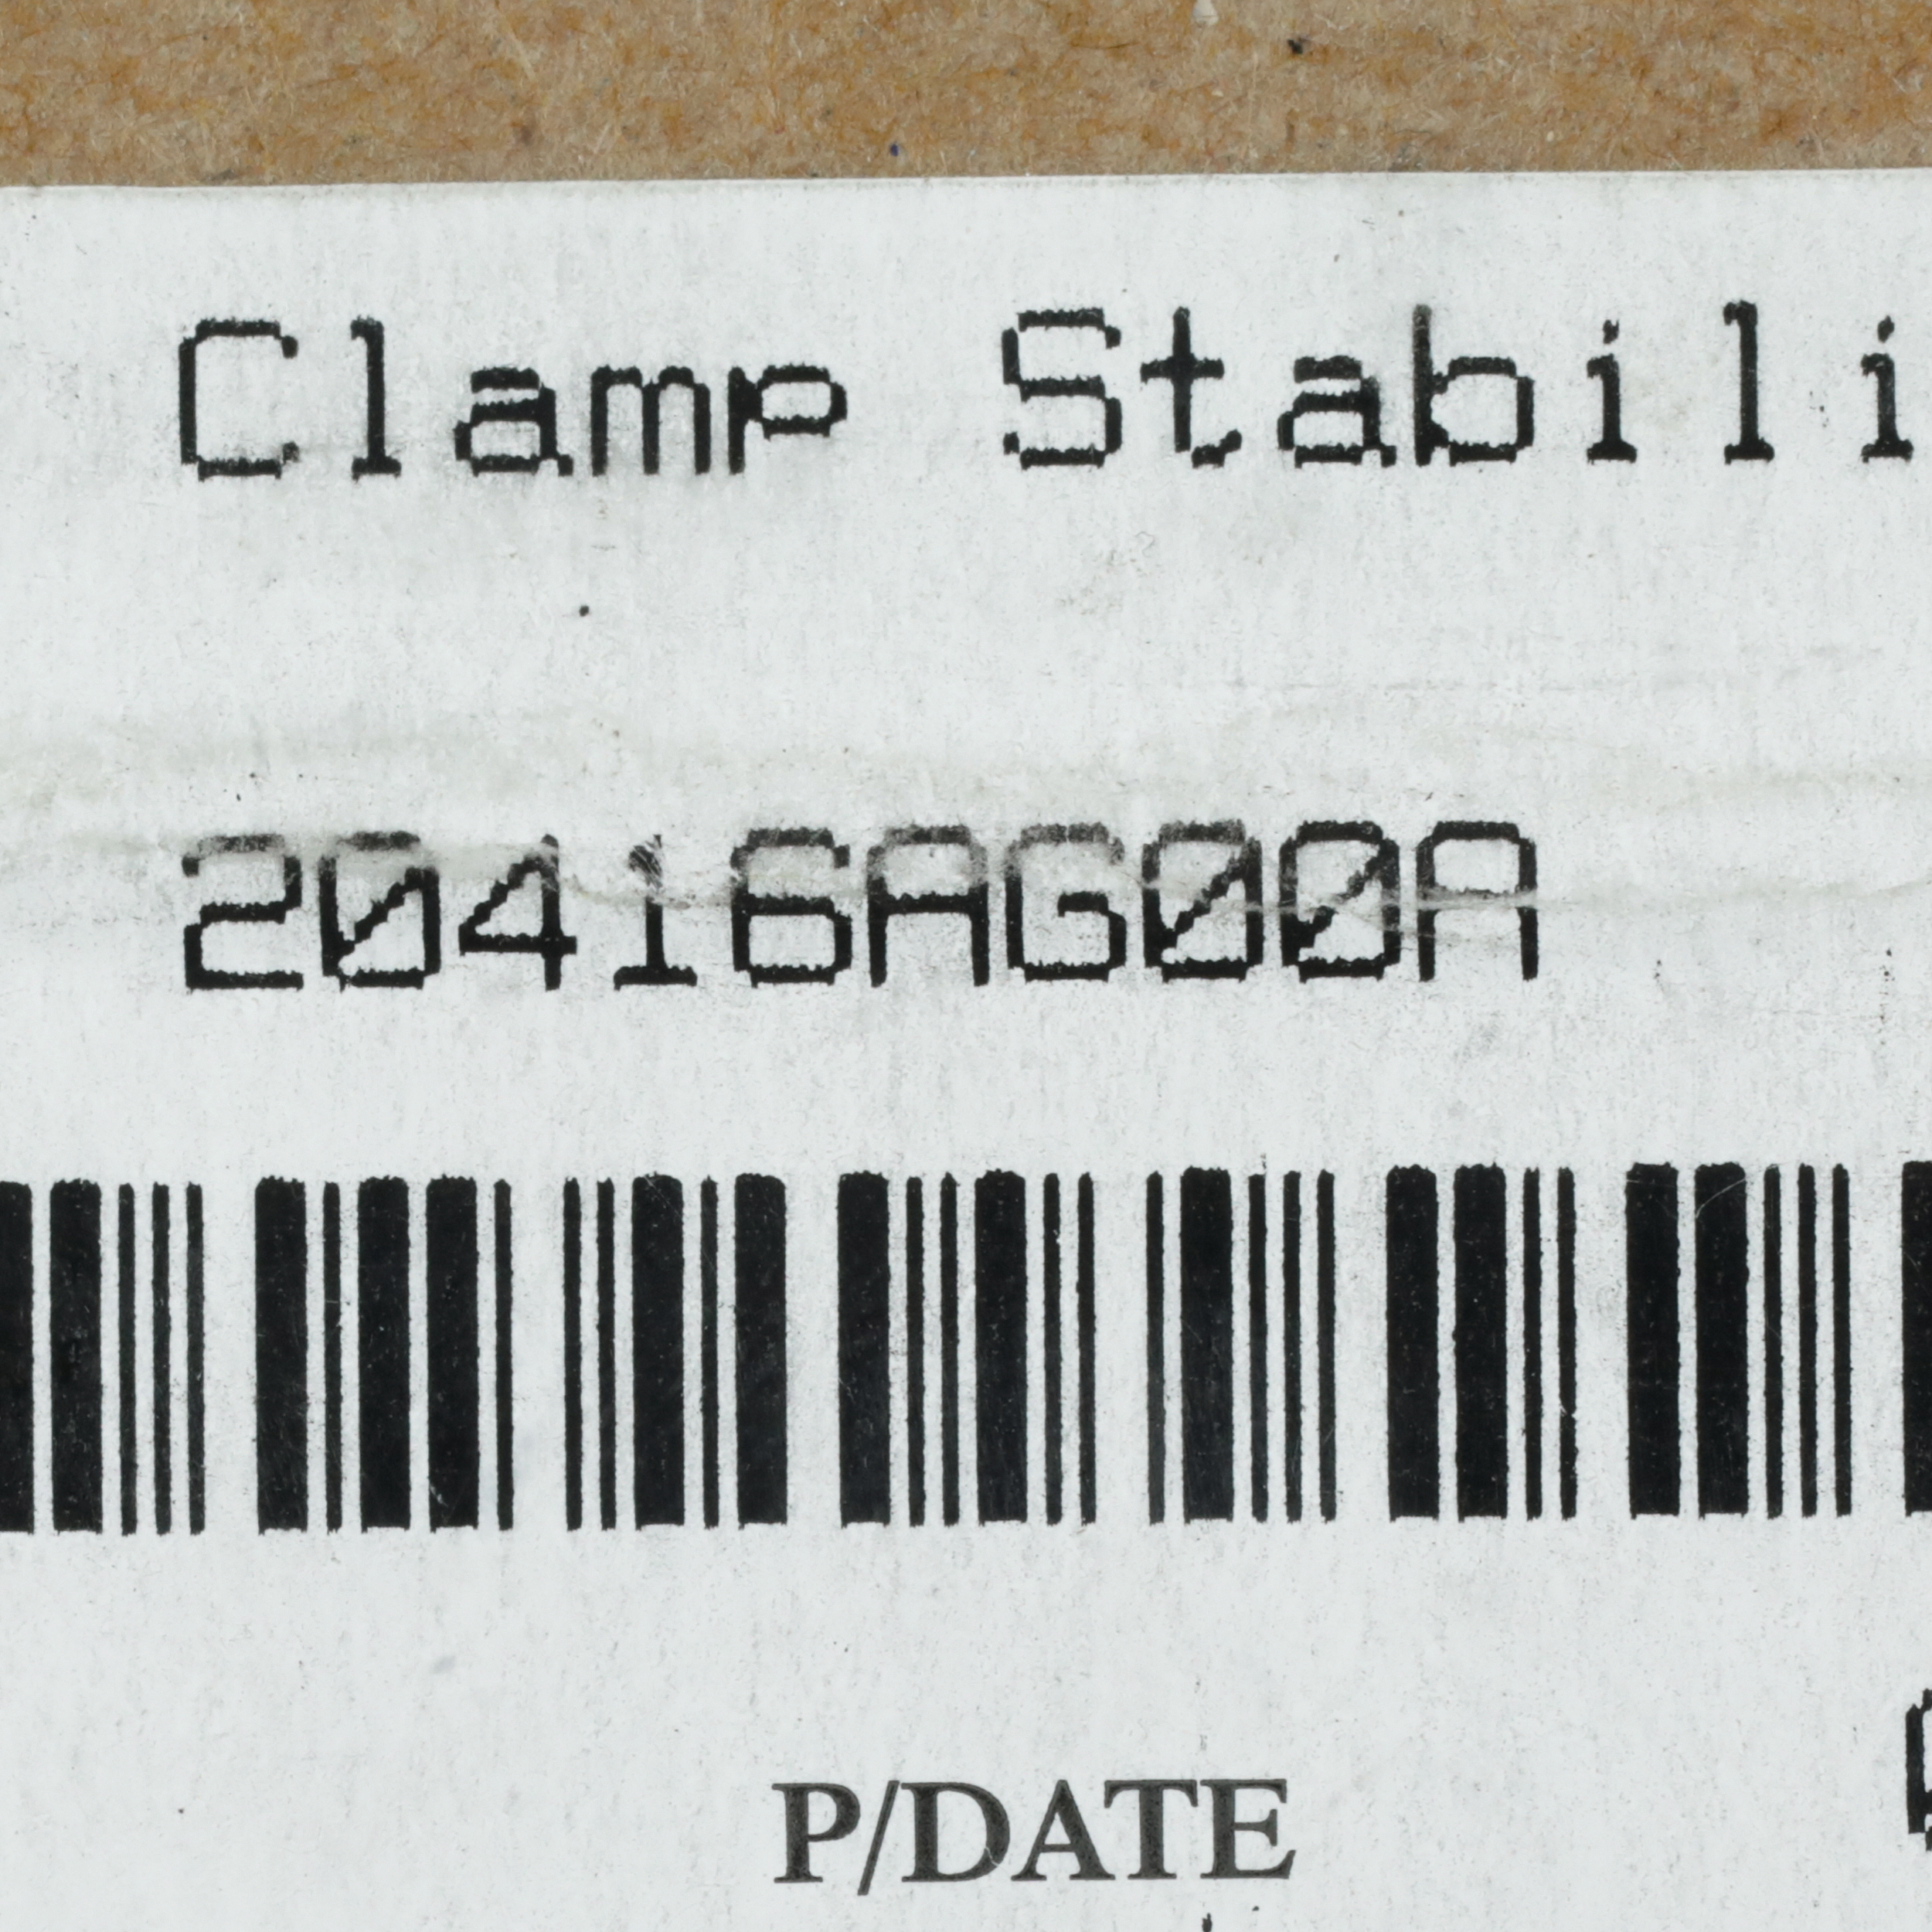 Clamp Stabili
20416AG00A
P/DATE